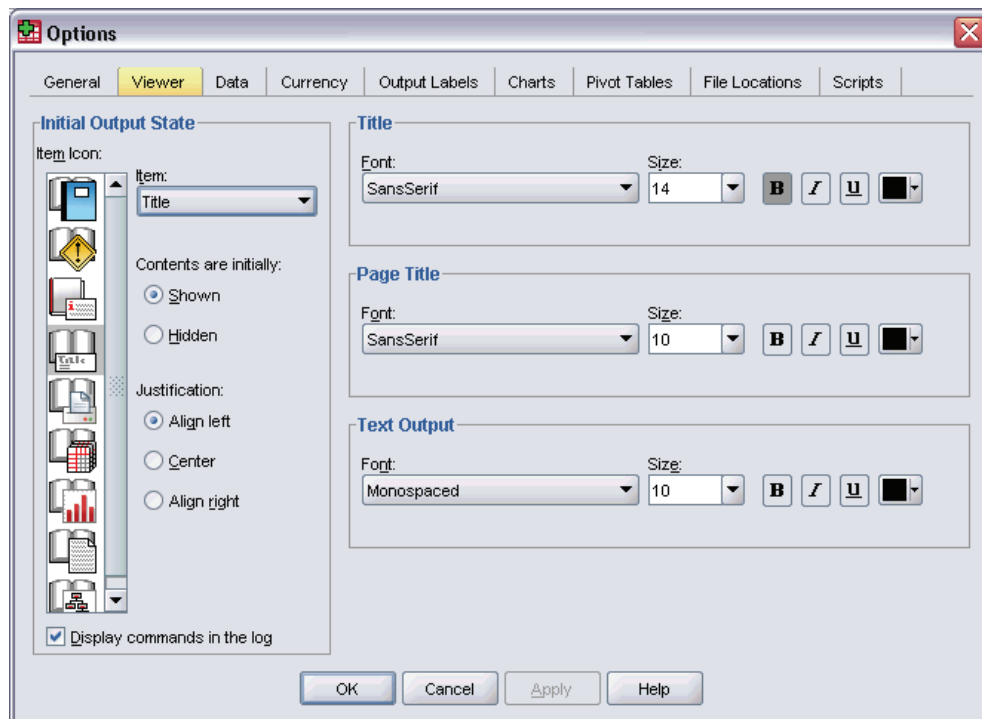 Options
General Viewer Data Currency Output Labels Charts Pivot Tables File Locations Scripts
Initial Output State
Item Icon:
Item:
Title
Contents are initially:
Shown
Hidden
Justification:
Align left
Center
Align right
Display commands in the log
Title
Font:
Size:
SansSerif
14
B I U
Page Title
Font:
Size:
SansSerif
10
B I U
Text Output
Font:
Size:
Monospaced
10
B I U
Title
OK Cancel Apply Help